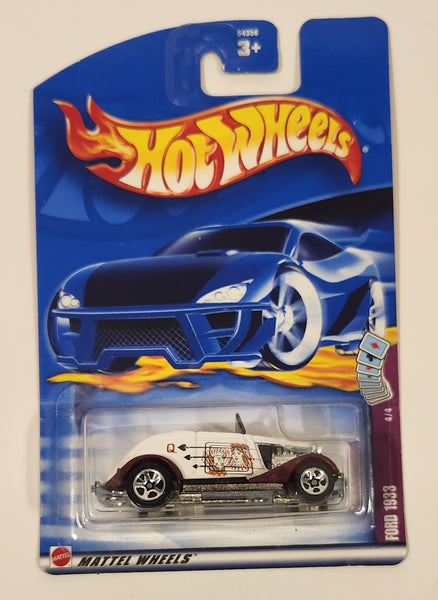 54356
3+
HOT WHEELS
®
4/4
FORD 1933
Q
MATTEL
MATTEL WHEELS